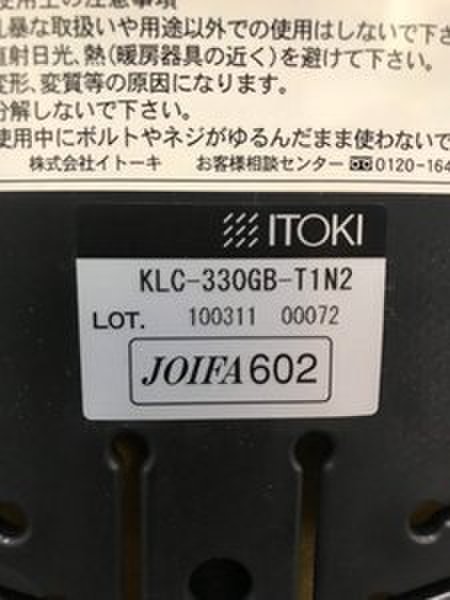 使用上の注意事項
乱暴な取扱いや用途以外での使用はしないで下さ
直射日光、熱(暖房器具の近く)を避けて下さい。
変形、変質等の原因になります。
分解しないで下さい。
使用中にボルトやネジがゆるんだまま使わないで
株式会社イトーキ お客様相談センター 0120-164
ITOKI
KLC-330GB-T1N2
LOT. 100311 00072
JOIFA602